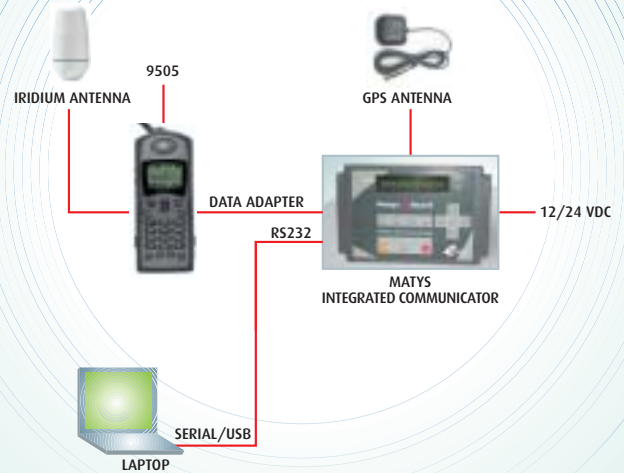 9505
IRIDIUM ANTENNA
GPS ANTENNA
DATA ADAPTER
12/24 VDC
RS232
MATYS
INTEGRATED COMMUNICATOR
SERIAL/USB
LAPTOP